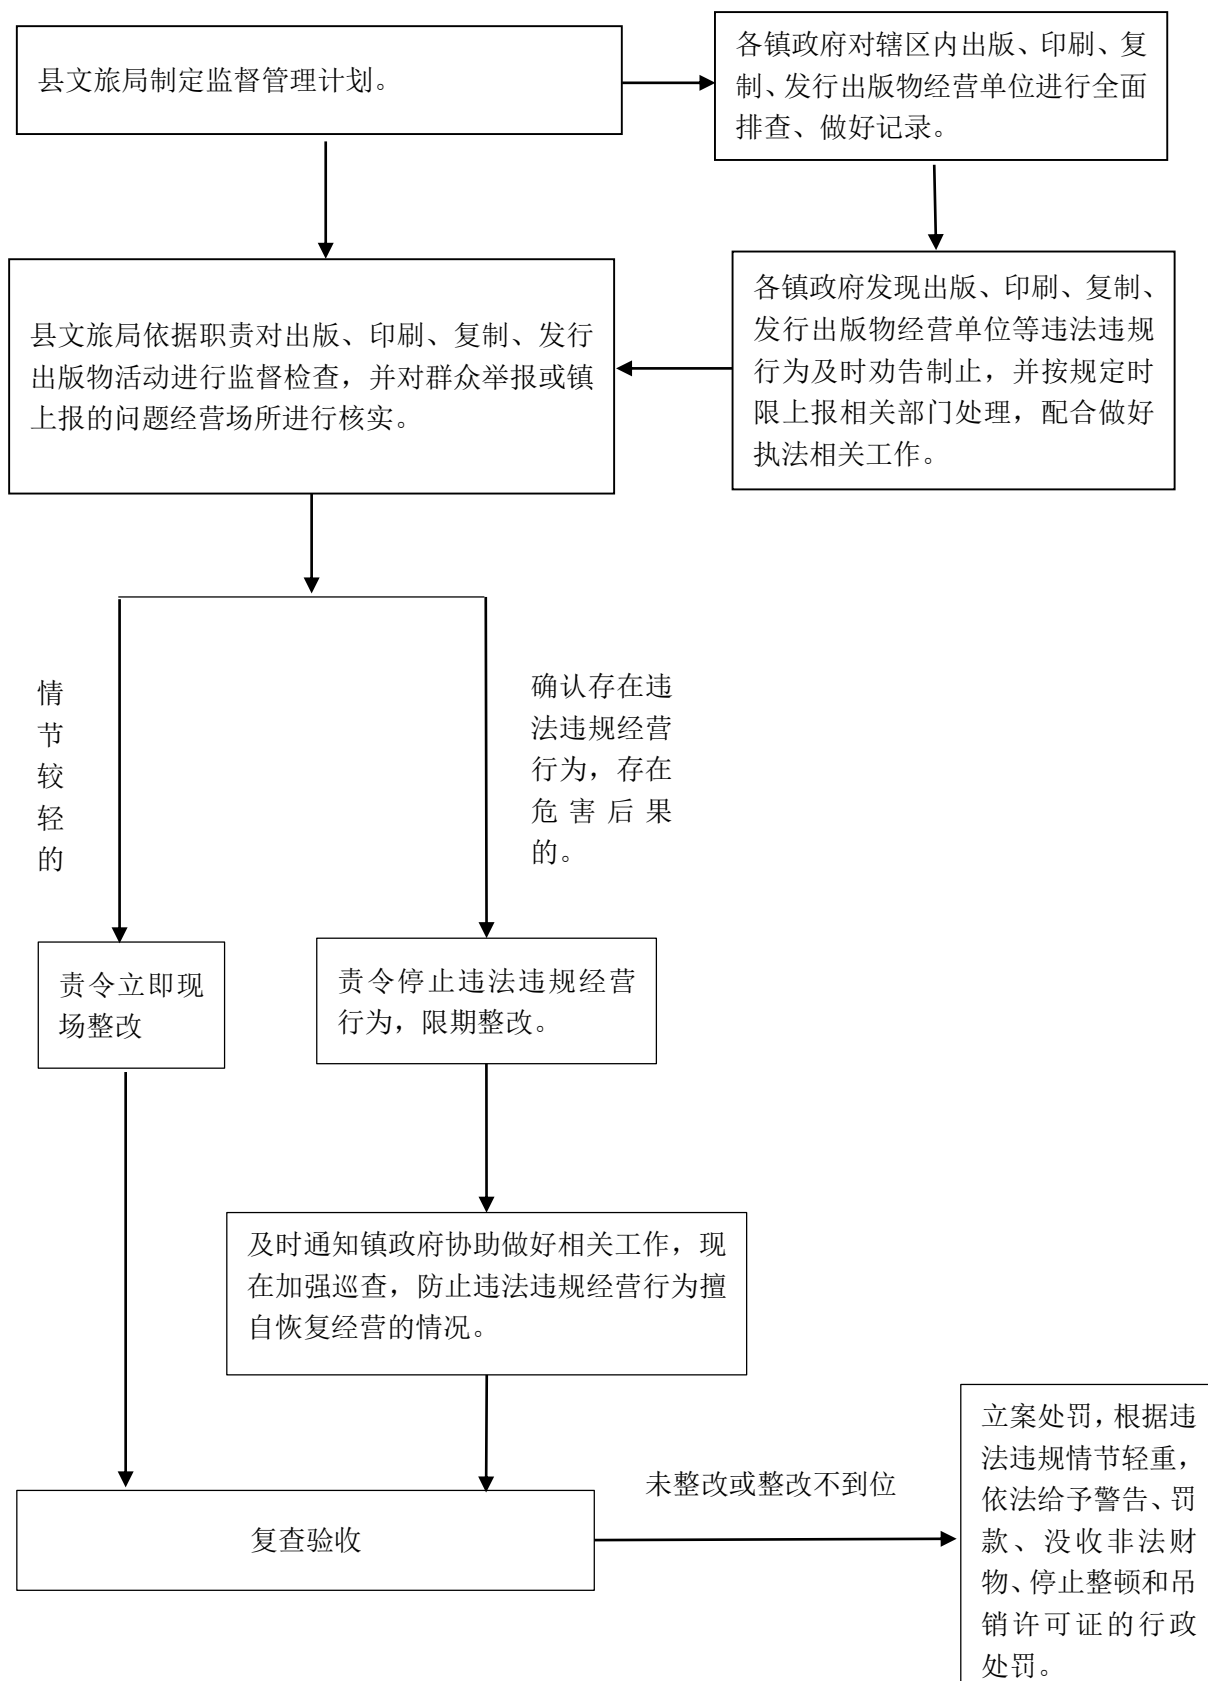 县文旅局制定监督管理计划。
各镇政府对辖区内出版、印刷、复
制、发行出版物经营单位进行全面
排查、做好记录。
各镇政府发现出版、印刷、复制、
发行出版物经营单位等违法违规
行为及时劝告制止，并按规定时
限上报相关部门处理，配合做好
执法相关工作。
县文旅局依据职责对出版、印刷、复制、发行
出版物活动进行监督检查，并对群众举报或镇
上报的问题经营场所进行核实。
情
节
较
轻
的
确认存在违
法违规经营
行为，存在
危害后果
的。
责令立即现
场整改
责令停止违法违规经营
行为，限期整改。
及时通知镇政府协助做好相关工作，现
在加强巡查，防止违法违规经营行为擅
自恢复经营的情况。
复查验收
未整改或整改不到位
立案处罚，根据违
法违规情节轻重，
依法给予警告、罚
款、没收非法财
物、停止整顿和吊
销许可证的行政
处罚。